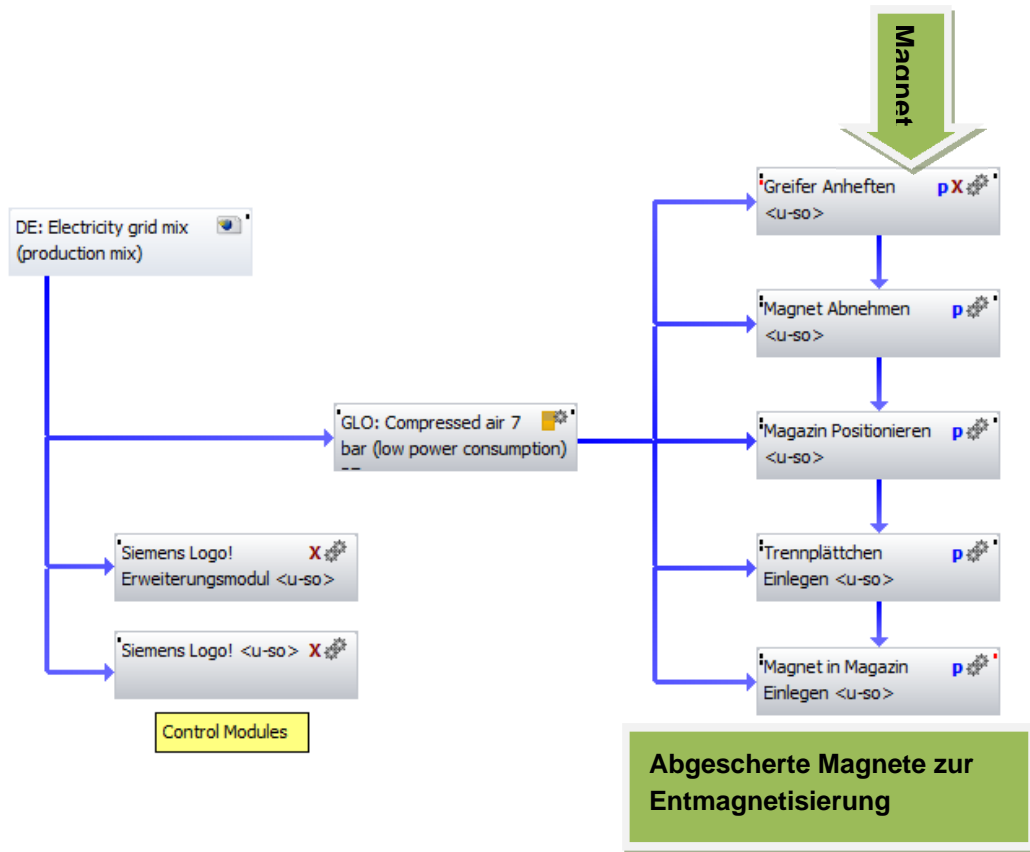 Magnet
Greifer Anheften p X
<u-so>
DE: Electricity grid mix
(production mix)
Magnet Abnehmen p
<u-so>
GLO: Compressed air 7
bar (low power consumption)
Magazin Positionieren p
<u-so>
Siemens Logo! X
Erweiterungsmodul <u-so>
Trennplättchen p
Einlegen <u-so>
Siemens Logo! <u-so> X
Magnet in Magazin p
Einlegen <u-so>
Control Modules
Abgescherte Magnete zur
Entmagnetisierung